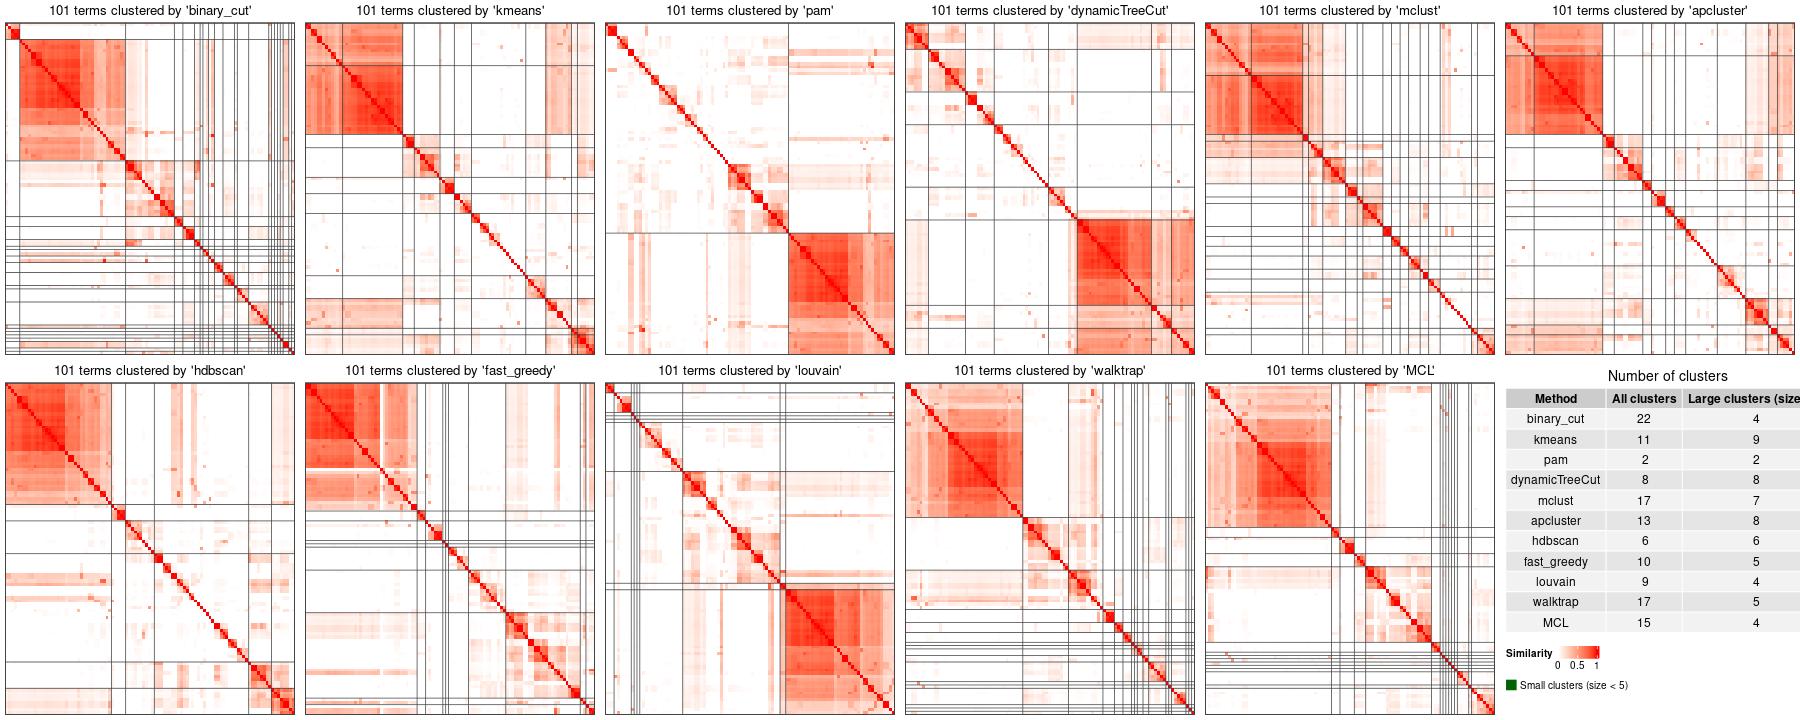 101 terms clustered by 'binary_cut'
101 terms clustered by 'kmeans'
101 terms clustered by 'pam'
101 terms clustered by 'dynamicTreeCut'
101 terms clustered by 'mclust'
101 terms clustered by 'apcluster'
101 terms clustered by 'hdbscan'
101 terms clustered by 'fast_greedy'
101 terms clustered by 'louvain'
101 terms clustered by 'walktrap'
101 terms clustered by 'MCL'
Number of clusters
Method All clusters Large clusters (size
binary_cut 22 4
kmeans 11 9
pam 2 2
dynamicTreeCut 8 8
mclust 17 7
apcluster 13 8
hdbscan 6 6
fast_greedy 10 5
louvain 9 4
walktrap 17 5
MCL 15 4
Similarity
0 0.5 1
Small clusters (size < 5)